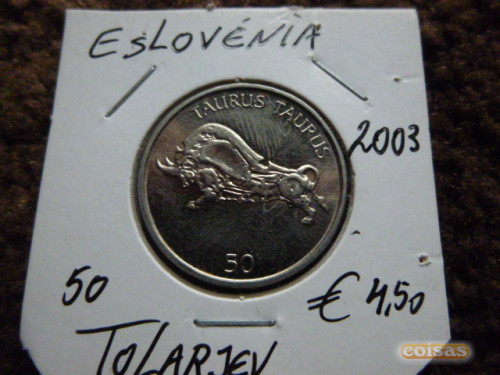 ESLOVÉNIA
TAURUS TAURUS
2003
50
50
€ 4,50
TOLARJEV
coisas